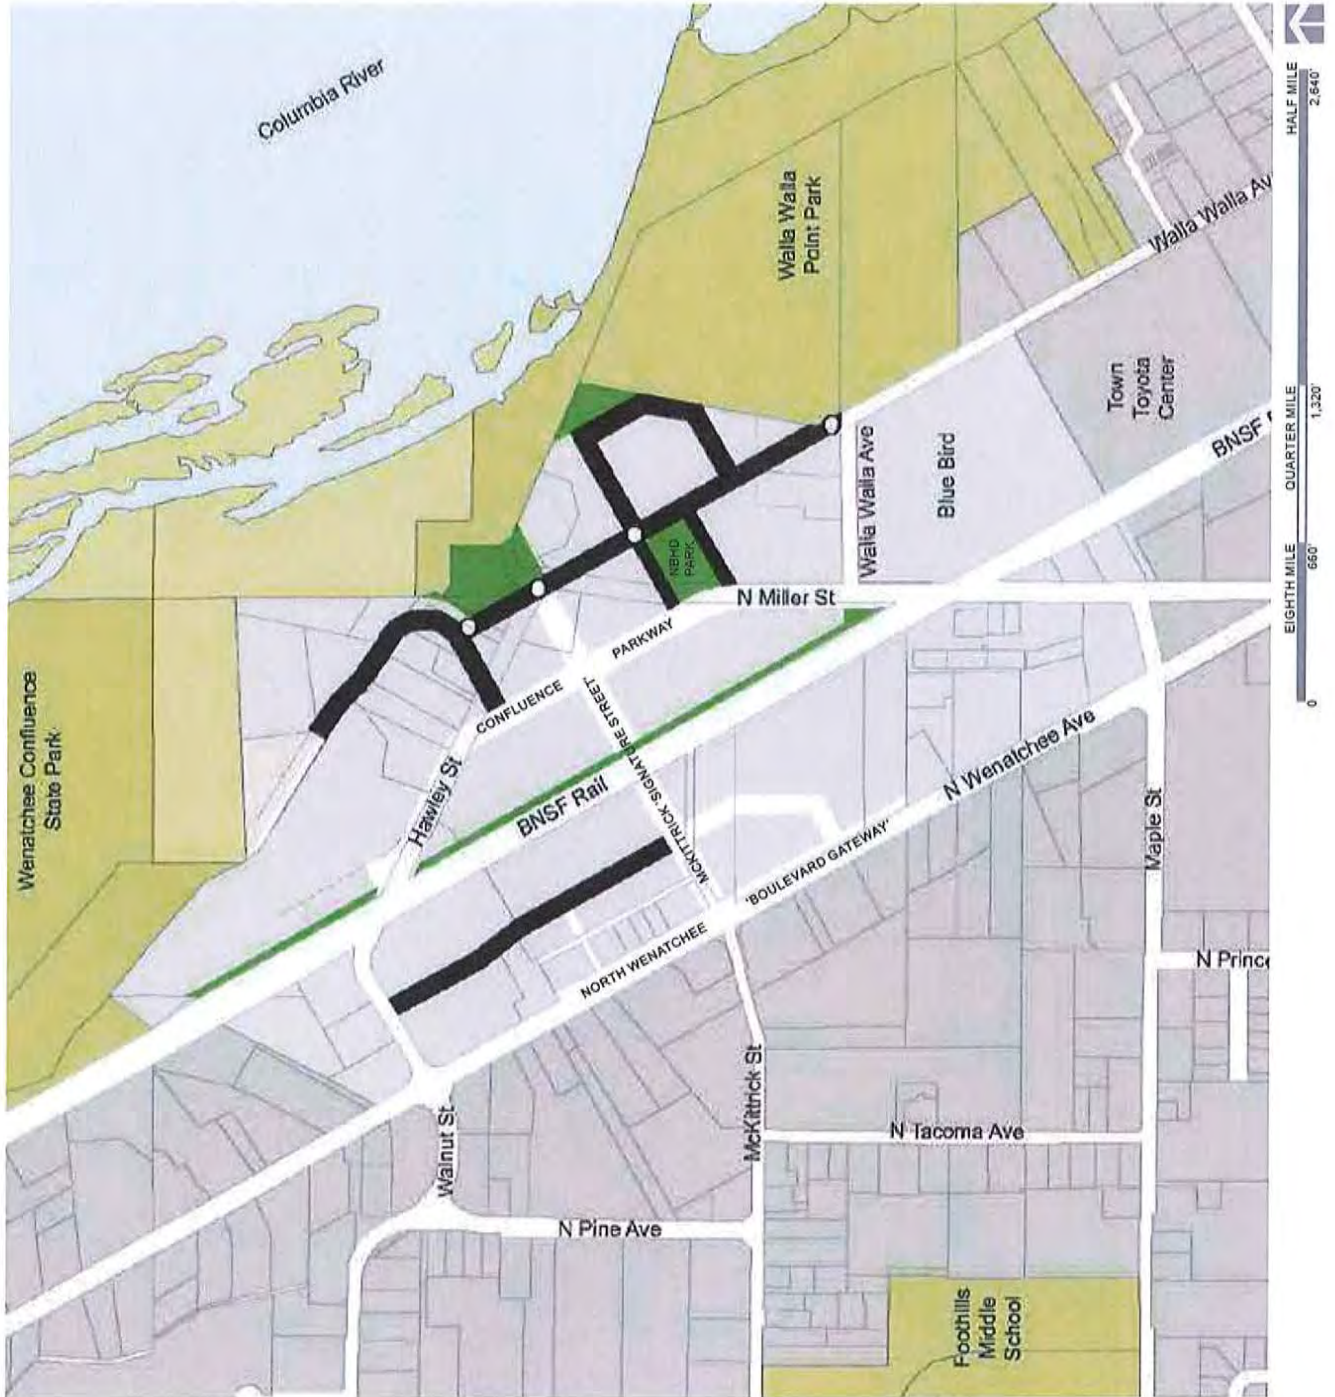 Columbia River
Walla Walla
Point Park
Walla Walla Av
Wenatchee Confluence
State Park
NBHD
PARK
N Miller St
PARKWAY
CONFLUENCE
Hawley St
BNSF Rail
MCKITTRICK 'SIGNATURE STREET'
Walla Walla Ave
Blue Bird
Town
Toyota
Center
BNSF
N Wenatchee Ave
'BOULEVARD GATEWAY'
NORTH WENATCHEE
Maple St
N Prince
McKittrick St
Walnut St
N Tacoma Ave
N Pine Ave
Foothills
Middle
School
0
EIGHTH MILE
660'
QUARTER MILE
1,320'
HALF MILE
2,640'